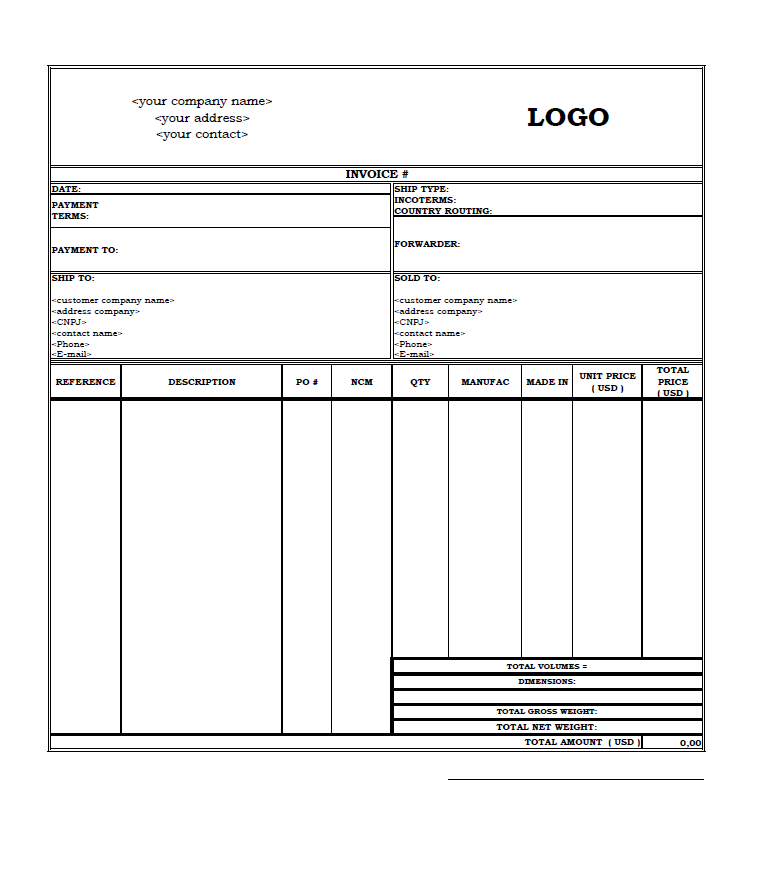 <your company name>
<your address>
<your contact>
LOGO
INVOICE #
DATE:
PAYMENT
TERMS:
PAYMENT TO:
SHIP TYPE:
INCOTERMS:
COUNTRY ROUTING:
FORWARDER:
SHIP TO:
<customer company name>
<address company>
<CNPJ>
<contact name>
<Phone>
<E-mail>
SOLD TO:
<customer company name>
<address company>
<CNPJ>
<contact name>
<Phone>
<E-mail>
REFERENCE
DESCRIPTION
PO #
NCM
QTY
MANUFAC
MADE IN
UNIT PRICE
( USD )
TOTAL
PRICE
( USD )
TOTAL VOLUMES =
DIMENSIONS:
TOTAL GROSS WEIGHT:
TOTAL NET WEIGHT:
TOTAL AMOUNT ( USD )
0,00